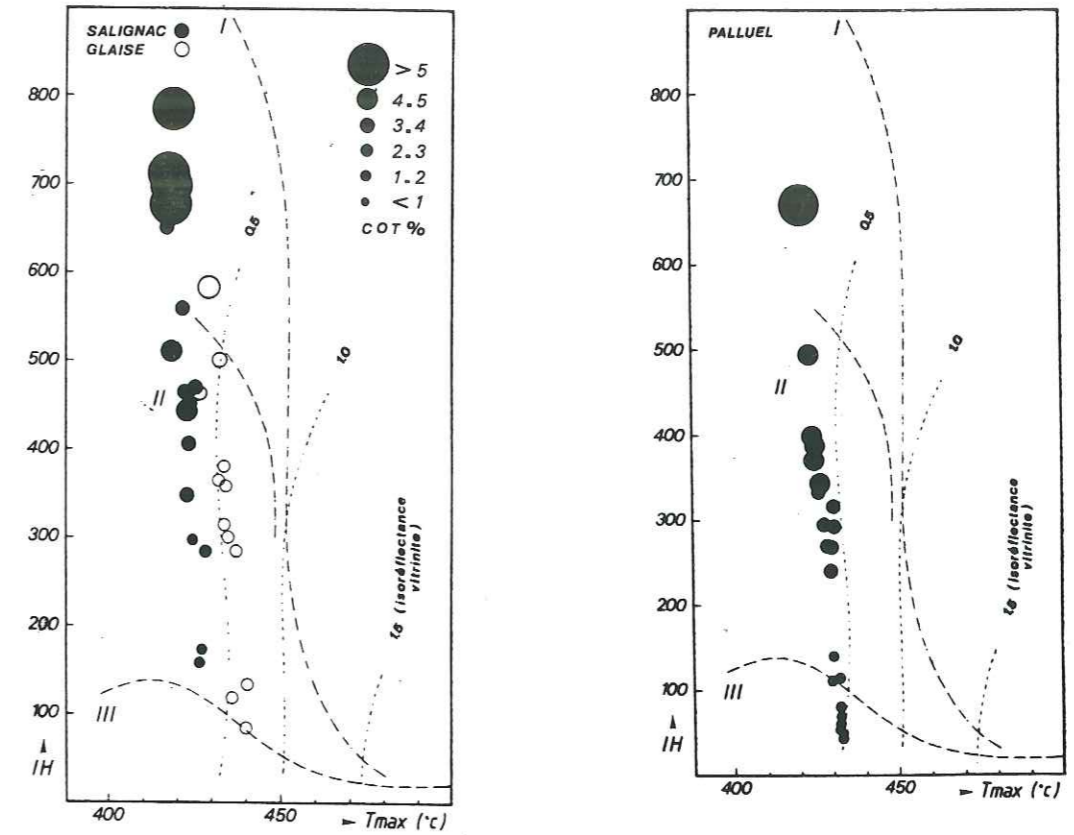 SALIGNAC
GLAISE
I
> 5
4.5
3.4
2.3
1.2
< 1
COT %
800
700
600
500
400
300
200
100
IH
0.5
1.0
1.5 (isoréflectance
vitrinite)
II
III
400
450
Tmax (°c)
PALLUEL
I
800
700
600
500
400
300
200
100
IH
0.5
1.0
1.5 (isoréflectance
vitrinite)
II
III
400
450
Tmax (°c)